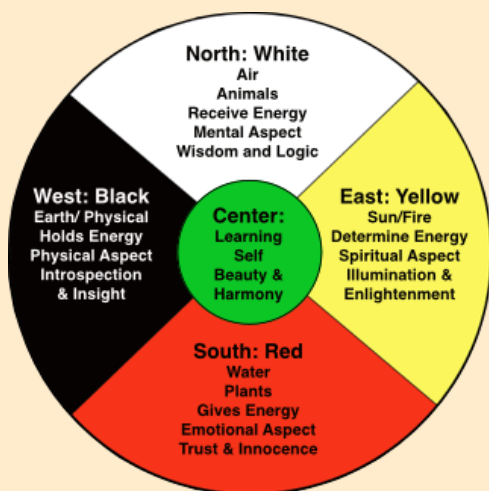 North: White
Air
Animals
Receive Energy
Mental Aspect
Wisdom and Logic
West: Black
Earth/ Physical
Holds Energy
Physical Aspect
Introspection
& Insight
Center:
Learning
Self
Beauty &
Harmony
East: Yellow
Sun/Fire
Determine Energy
Spiritual Aspect
Illumination &
Enlightenment
South: Red
Water
Plants
Gives Energy
Emotional Aspect
Trust & Innocence